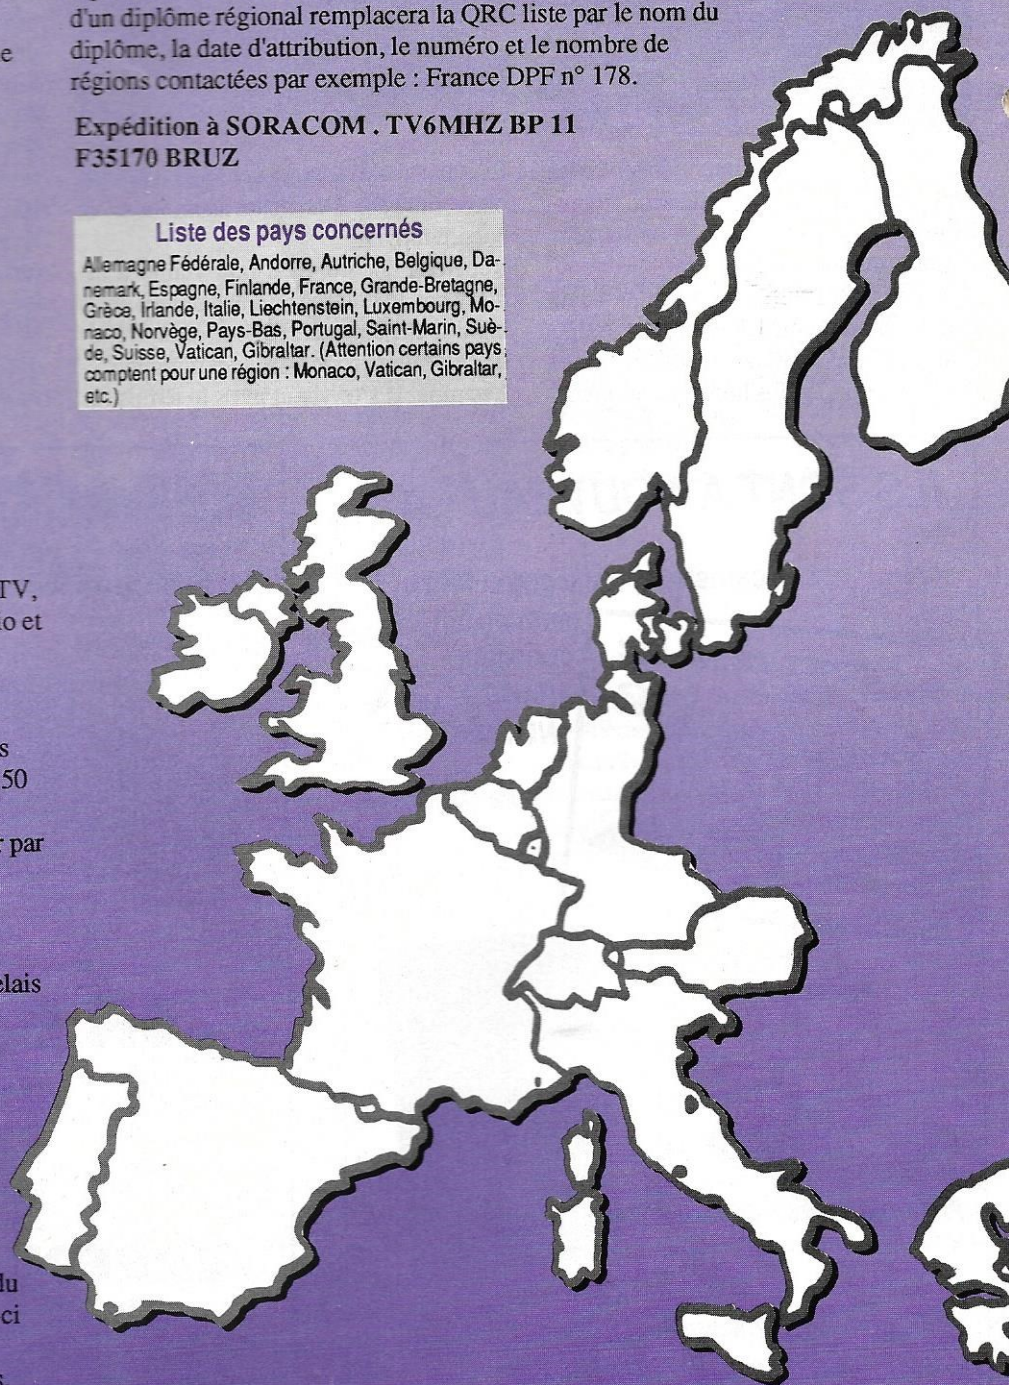 d'un diplôme régional remplacera la QRC liste par le nom du
diplôme, la date d'attribution, le numéro et le nombre de
régions contactées par exemple : France DPF n° 178.
Expédition à SORACOM . TV6MHZ BP 11
F35170 BRUZ
Liste des pays concernés
Allemagne Fédérale, Andorre, Autriche, Belgique, Da-
nemark, Espagne, Finlande, France, Grande-Bretagne,
Grèce, Irlande, Italie, Liechtenstein, Luxembourg, Mo-
naco, Norvège, Pays-Bas, Portugal, Saint-Marin, Suè-
de, Suisse, Vatican, Gibraltar. (Attention certains pays
comptent pour une région : Monaco, Vatican, Gibraltar,
etc.)
e
TV,
io et
s
50
r par
elais
du
ci
s